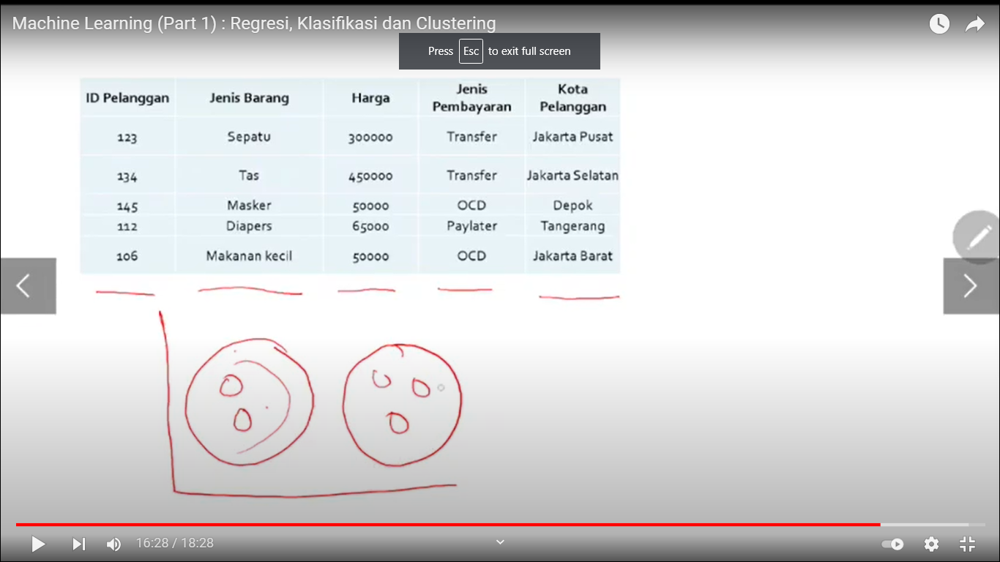 Machine Learning (Part 1) : Regresi, Klasifikasi dan Clustering
Press Esc to exit full screen
ID Pelanggan Jenis Barang Harga Jenis Pembayaran Kota Pelanggan
123 Sepatu 300000 Transfer Jakarta Pusat
134 Tas 450000 Transfer Jakarta Selatan
145 Masker 50000 OCD Depok
112 Diapers 65000 Paylater Tangerang
106 Makanan kecil 50000 OCD Jakarta Barat
16:28 / 18:28